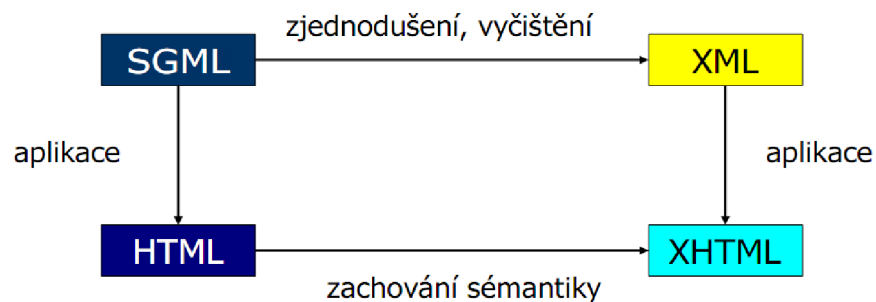 zjednodušení, vyčištění
SGML
XML
aplikace
aplikace
HTML
XHTML
zachování sémantiky